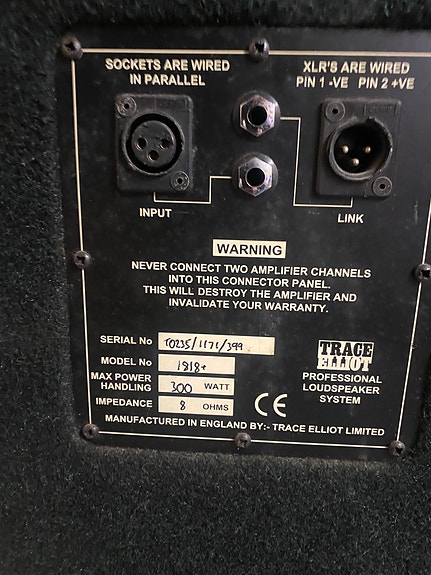 SOCKETS ARE WIRED
IN PARALLEL
XLR'S ARE WIRED
PIN 1 -VE PIN 2 +VE
INPUT
LINK
WARNING
NEVER CONNECT TWO AMPLIFIER CHANNELS
INTO THIS CONNECTOR PANEL.
THIS WILL DESTROY THE AMPLIFIER AND
INVALIDATE YOUR WARRANTY.
SERIAL No T0235/1171/399
MODEL No 1818+
MAX POWER
HANDLING 300 WATT
IMPEDANCE 8 OHMS
CE
TRACE
ELLIOT
PROFESSIONAL
LOUDSPEAKER
SYSTEM
MANUFACTURED IN ENGLAND BY:- TRACE ELLIOT LIMITED